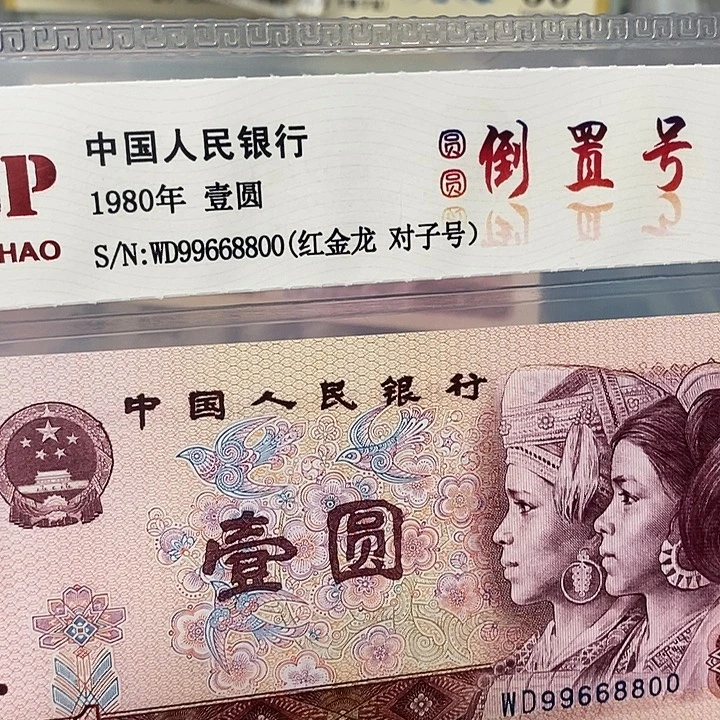 中国人民银行
1980年 壹圆
S/N:WD99668800(红金龙 对子号)
圆
圆
倒置号
P
HAO
中国人民银行
壹圆
WD99668800